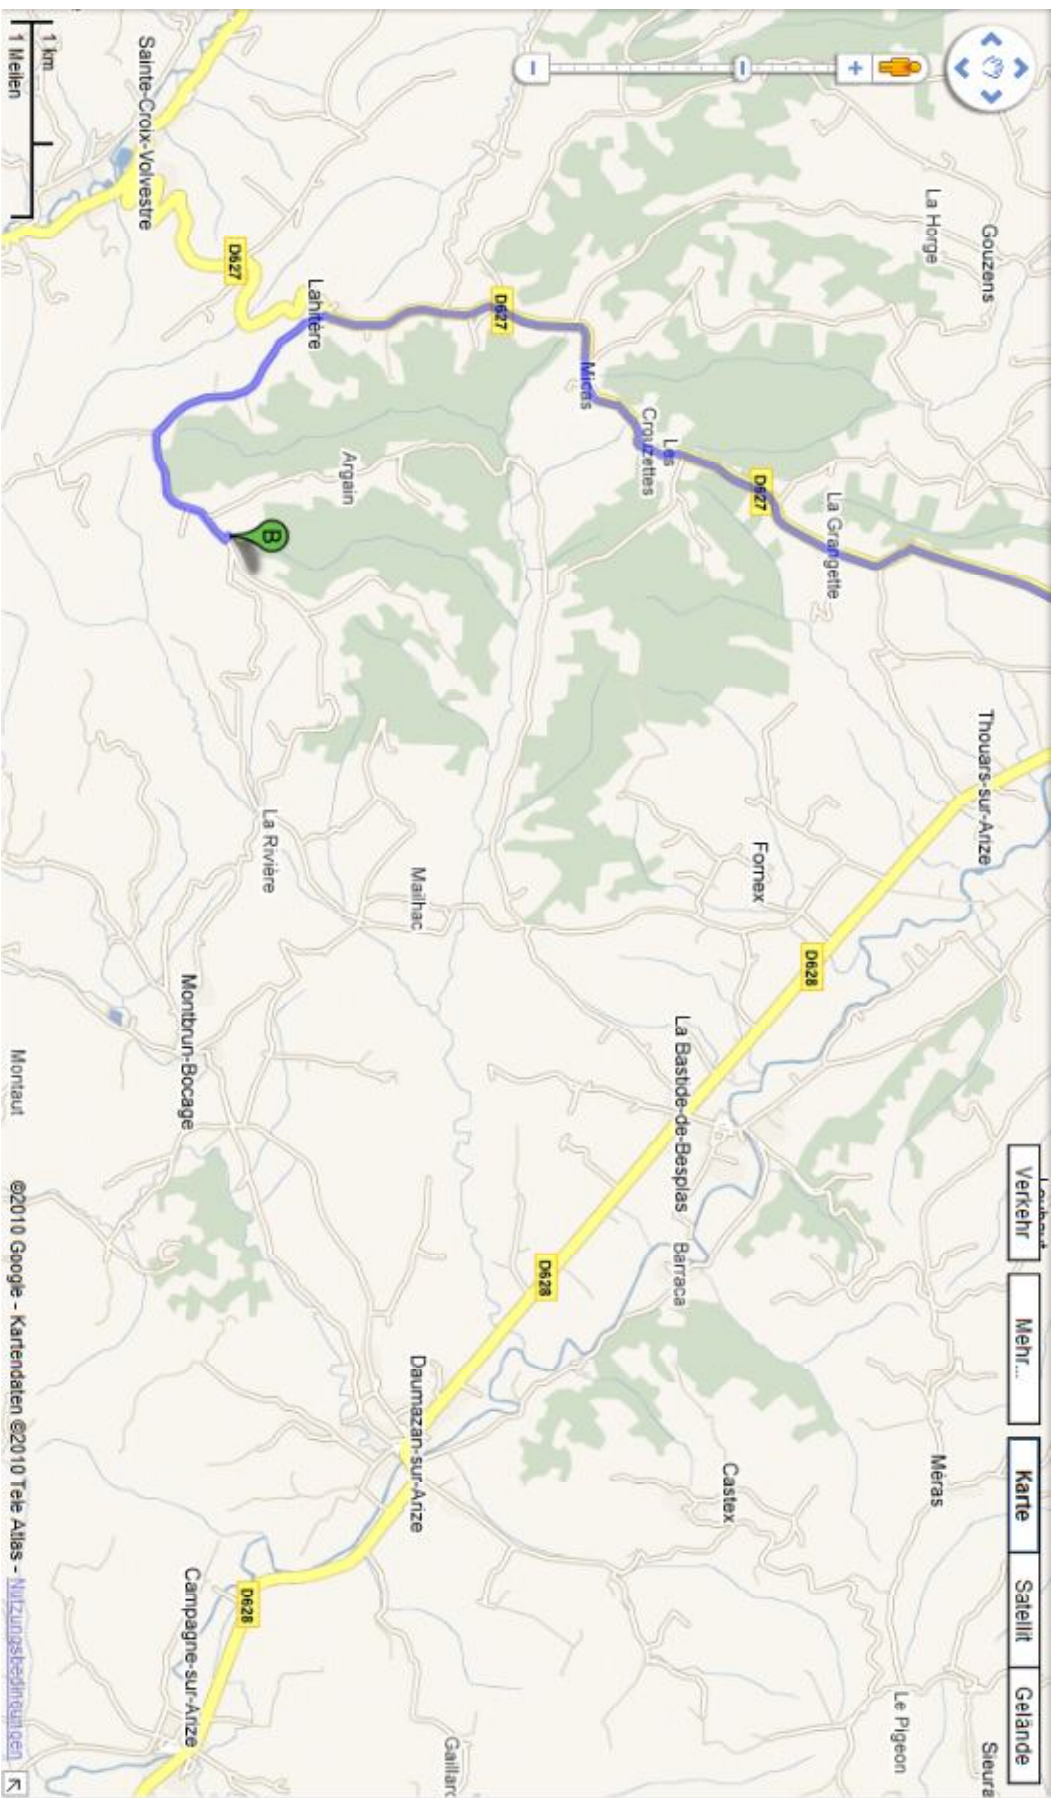 Verkehr
Mehr...
Karte
Satellit
Gelände
Gouzens
La Horge
Thouars-sur-Arize
Méras
Le Pigeon
Sieura
La Grangette
D627
Fornex
D628
Castex
Les
Crouzettes
La Bastide-de-Besplas
Barraca
Micas
D627
D628
Mailhac
Daumazan-sur-Arize
Gaillard
Lahitère
Argain
B
La Rivière
D627
D628
Montbrun-Bocage
Campagne-sur-Arize
Sainte-Croix-Volvestre
1 km
1 Meilen
Montaut
©2010 Google - Kartendaten ©2010 Tele Atlas - Nutzungsbedingungen